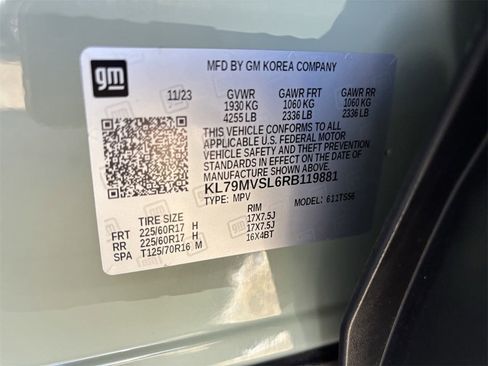 gm
MFD BY GM KOREA COMPANY
11/23 GVWR GAWR FRT GAWR RR
1930 KG 1060 KG 1060 KG
4255 LB 2336 LB 2336 LB
THIS VEHICLE CONFORMS TO ALL
APPLICABLE U.S. FEDERAL MOTOR
VEHICLE SAFETY AND THEFT PREVENTION
STANDARDS IN EFFECT ON THE DATE OF
MANUFACTURE SHOWN ABOVE.
KL79MVSL6RB119881
TYPE: MPV MODEL: 611TS56
TIRE SIZE RIM
FRT 225/60R17 H 17X7.5J
RR 225/60R17 H 17X7.5J
SPA T125/70R16 M 16X4BT